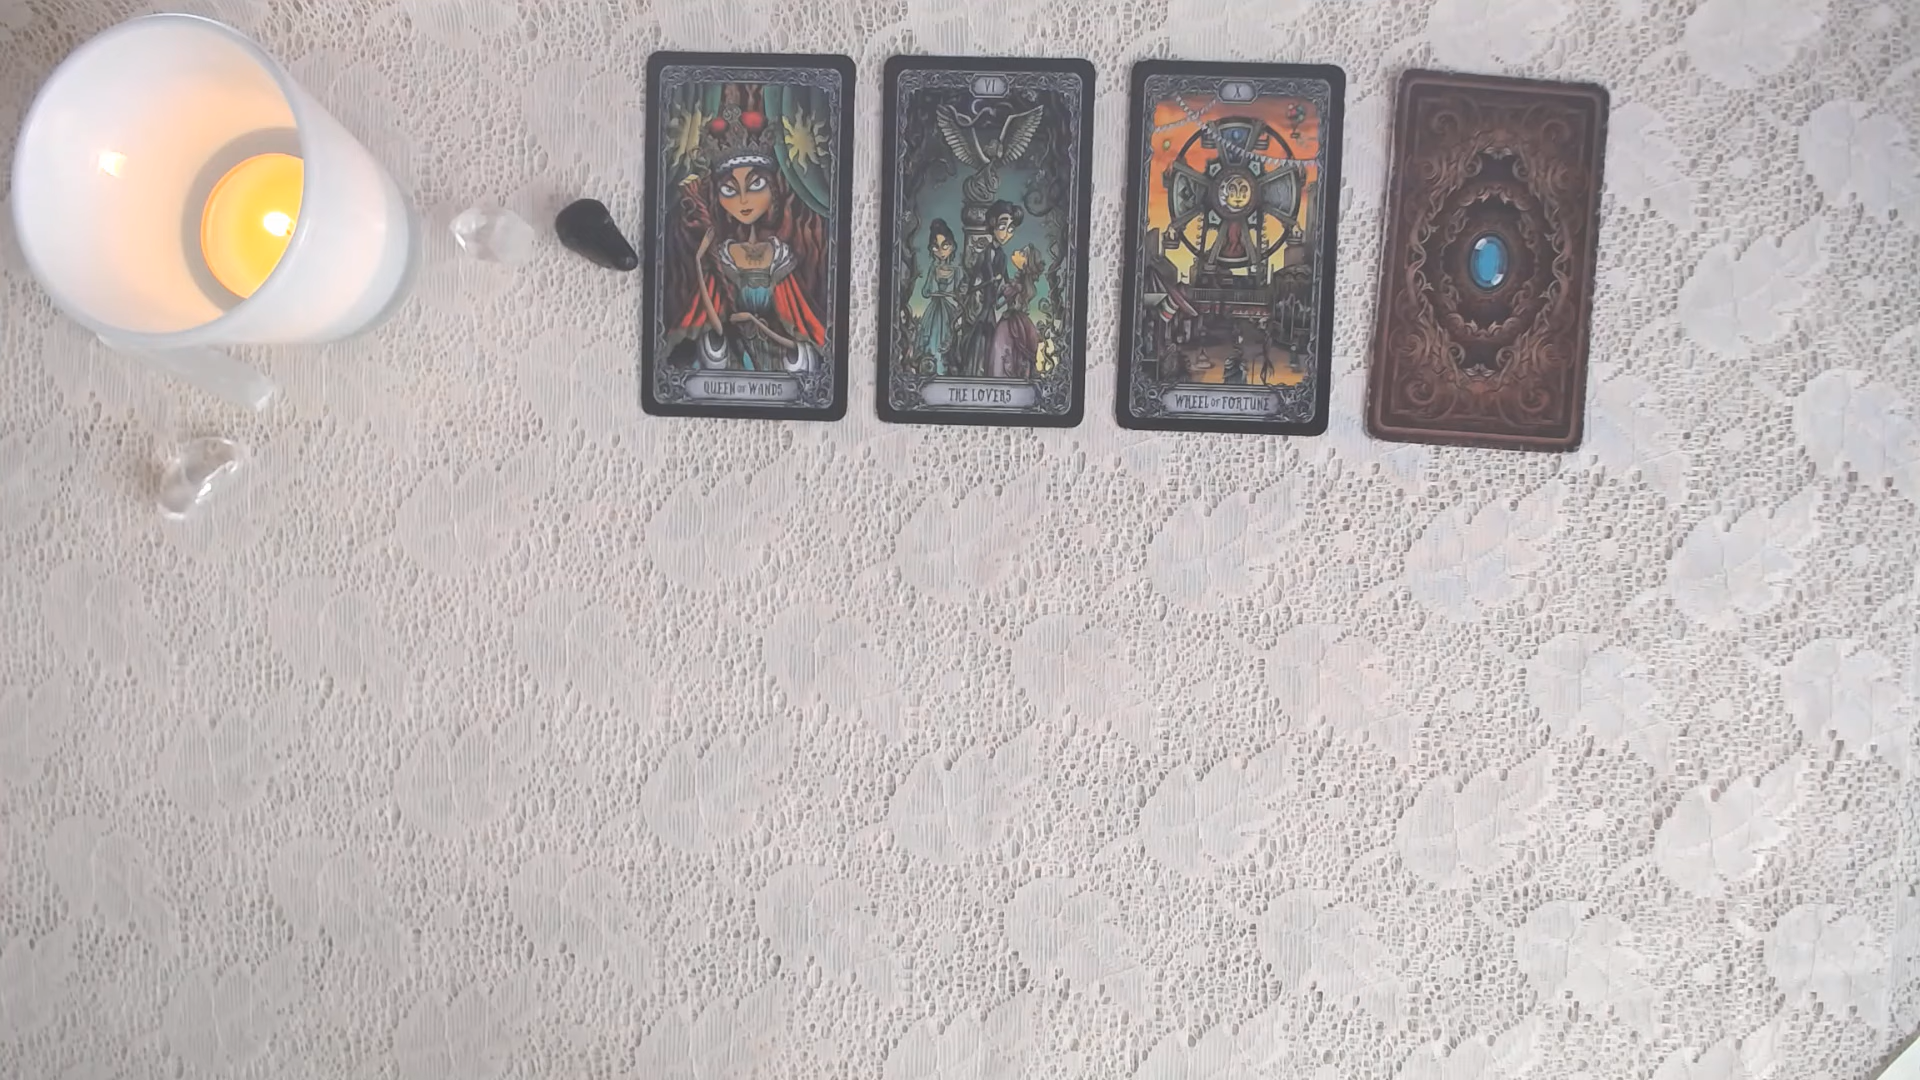 QUEEN OF WANDS
VI
THE LOVERS
X
WHEEL OF FORTUNE